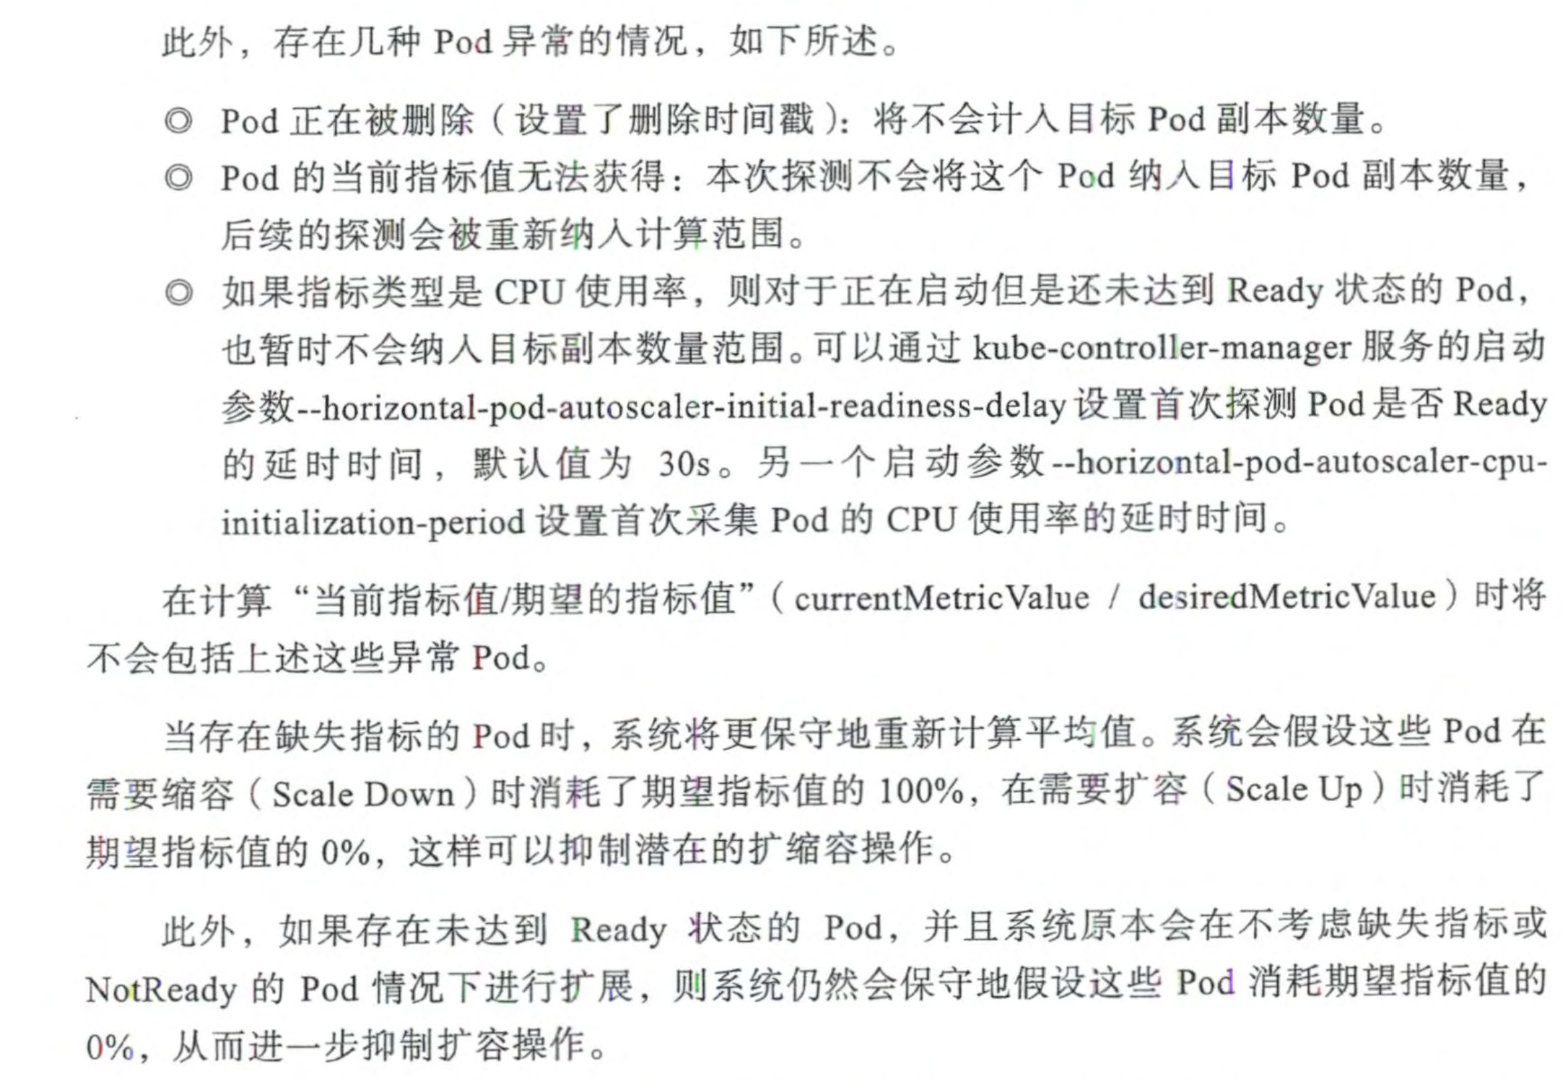 此外，存在几种 Pod 异常的情况，如下所述。
◎ Pod 正在被删除（设置了删除时间戳）：将不会计入目标 Pod 副本数量。
◎ Pod 的当前指标值无法获得：本次探测不会将这个 Pod 纳入目标 Pod 副本数量，
后续的探测会被重新纳入计算范围。
◎ 如果指标类型是 CPU 使用率，则对于正在启动但是还未达到 Ready 状态的 Pod，
也暂时不会纳入目标副本数量范围。可以通过 kube-controller-manager 服务的启动
参数--horizontal-pod-autoscaler-initial-readiness-delay 设置首次探测 Pod 是否 Ready
的延时时间，默认值为 30s。另一个启动参数--horizontal-pod-autoscaler-cpu-
initialization-period 设置首次采集 Pod 的 CPU 使用率的延时时间。
在计算“当前指标值/期望的指标值”（currentMetricValue / desiredMetricValue）时将
不会包括上述这些异常 Pod。
当存在缺失指标的 Pod 时，系统将更保守地重新计算平均值。系统会假设这些 Pod 在
需要缩容（Scale Down）时消耗了期望指标值的 100%，在需要扩容（Scale Up）时消耗了
期望指标值的 0%，这样可以抑制潜在的扩缩容操作。
此外，如果存在未达到 Ready 状态的 Pod，并且系统原本会在不考虑缺失指标或
NotReady 的 Pod 情况下进行扩展，则系统仍然会保守地假设这些 Pod 消耗期望指标值的
0%，从而进一步抑制扩容操作。